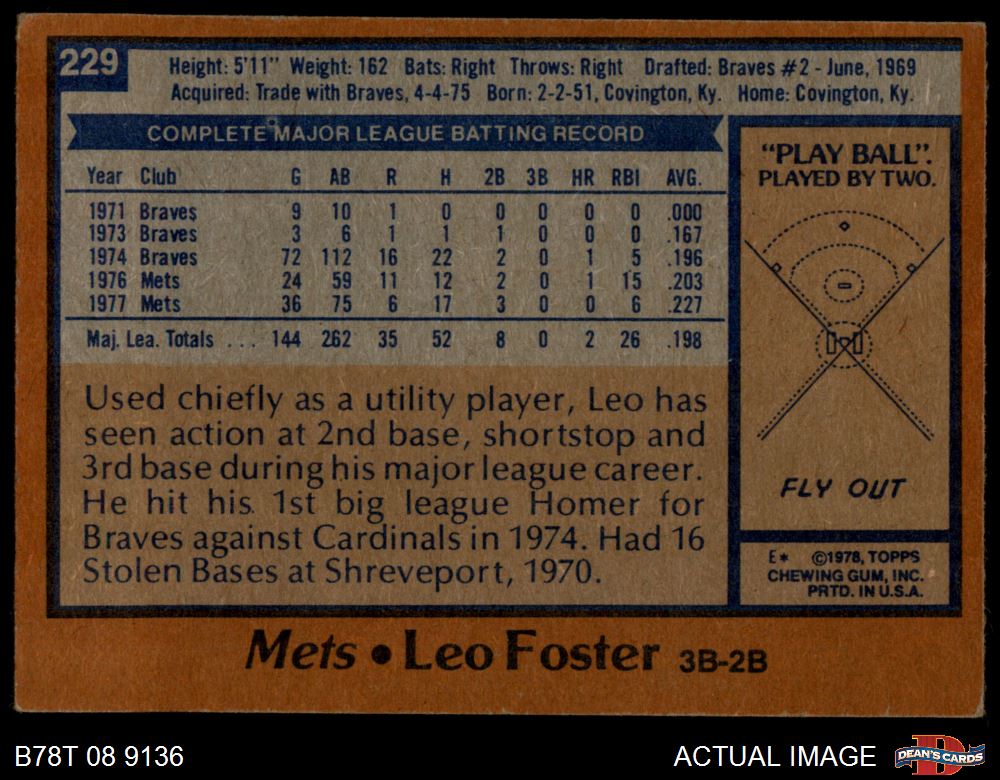 229
Height: 5'11" Weight: 162 Bats: Right Throws: Right Drafted: Braves #2 - June, 1969
Acquired: Trade with Braves, 4-4-75 Born: 2-2-51, Covington, Ky. Home: Covington, Ky.
COMPLETE MAJOR LEAGUE BATTING RECORD
Year Club G AB R H 2B 3B HR RBI AVG.
1971 Braves 9 10 1 0 0 0 0 0 .000
1973 Braves 3 6 1 1 1 0 0 0 .167
1974 Braves 72 112 16 22 2 0 1 5 .196
1976 Mets 24 59 11 12 2 0 1 15 .203
1977 Mets 36 75 6 17 3 0 0 6 .227
Maj. Lea. Totals . . . 144 262 35 52 8 0 2 26 .198
Used chiefly as a utility player, Leo has
seen action at 2nd base, shortstop and
3rd base during his major league career.
He hit his 1st big league Homer for
Braves against Cardinals in 1974. Had 16
Stolen Bases at Shreveport, 1970.
"PLAY BALL".
PLAYED BY TWO.
FLY OUT
E* ©1978, TOPPS
CHEWING GUM, INC.
PRTD. IN U.S.A.
Mets • Leo Foster 3B-2B
B78T 08 9136
ACTUAL IMAGE
DEAN'S CARDS